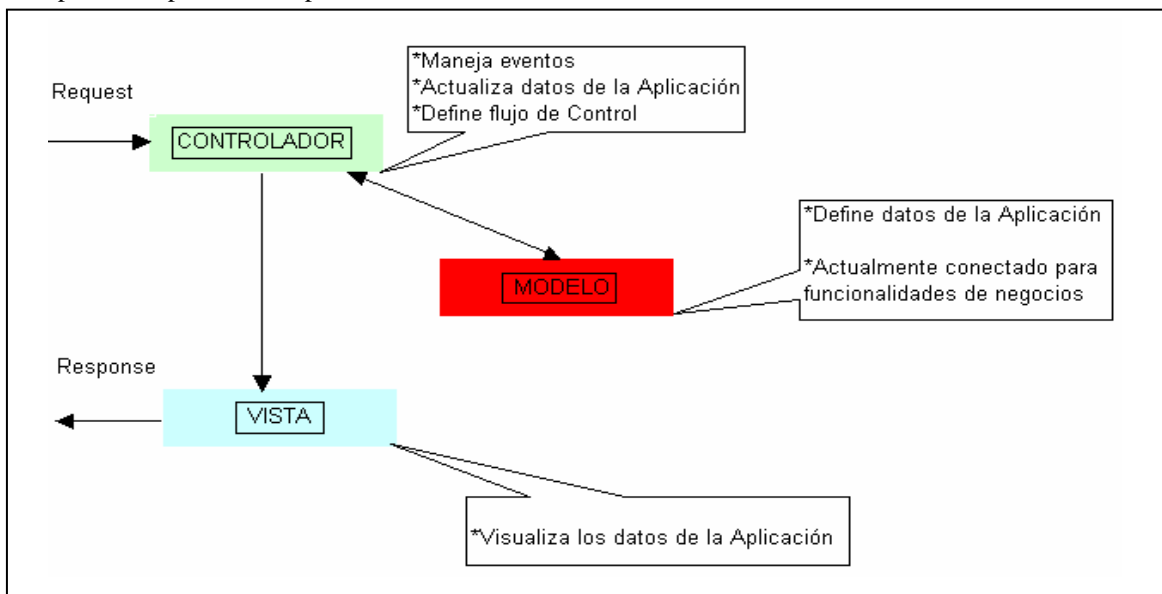 *Maneja eventos
*Actualiza datos de la Aplicación
*Define flujo de Control
Request
CONTROLADOR
*Define datos de la Aplicación
*Actualmente conectado para
funcionalidades de negocios
MODELO
Response
VISTA
*Visualiza los datos de la Aplicación